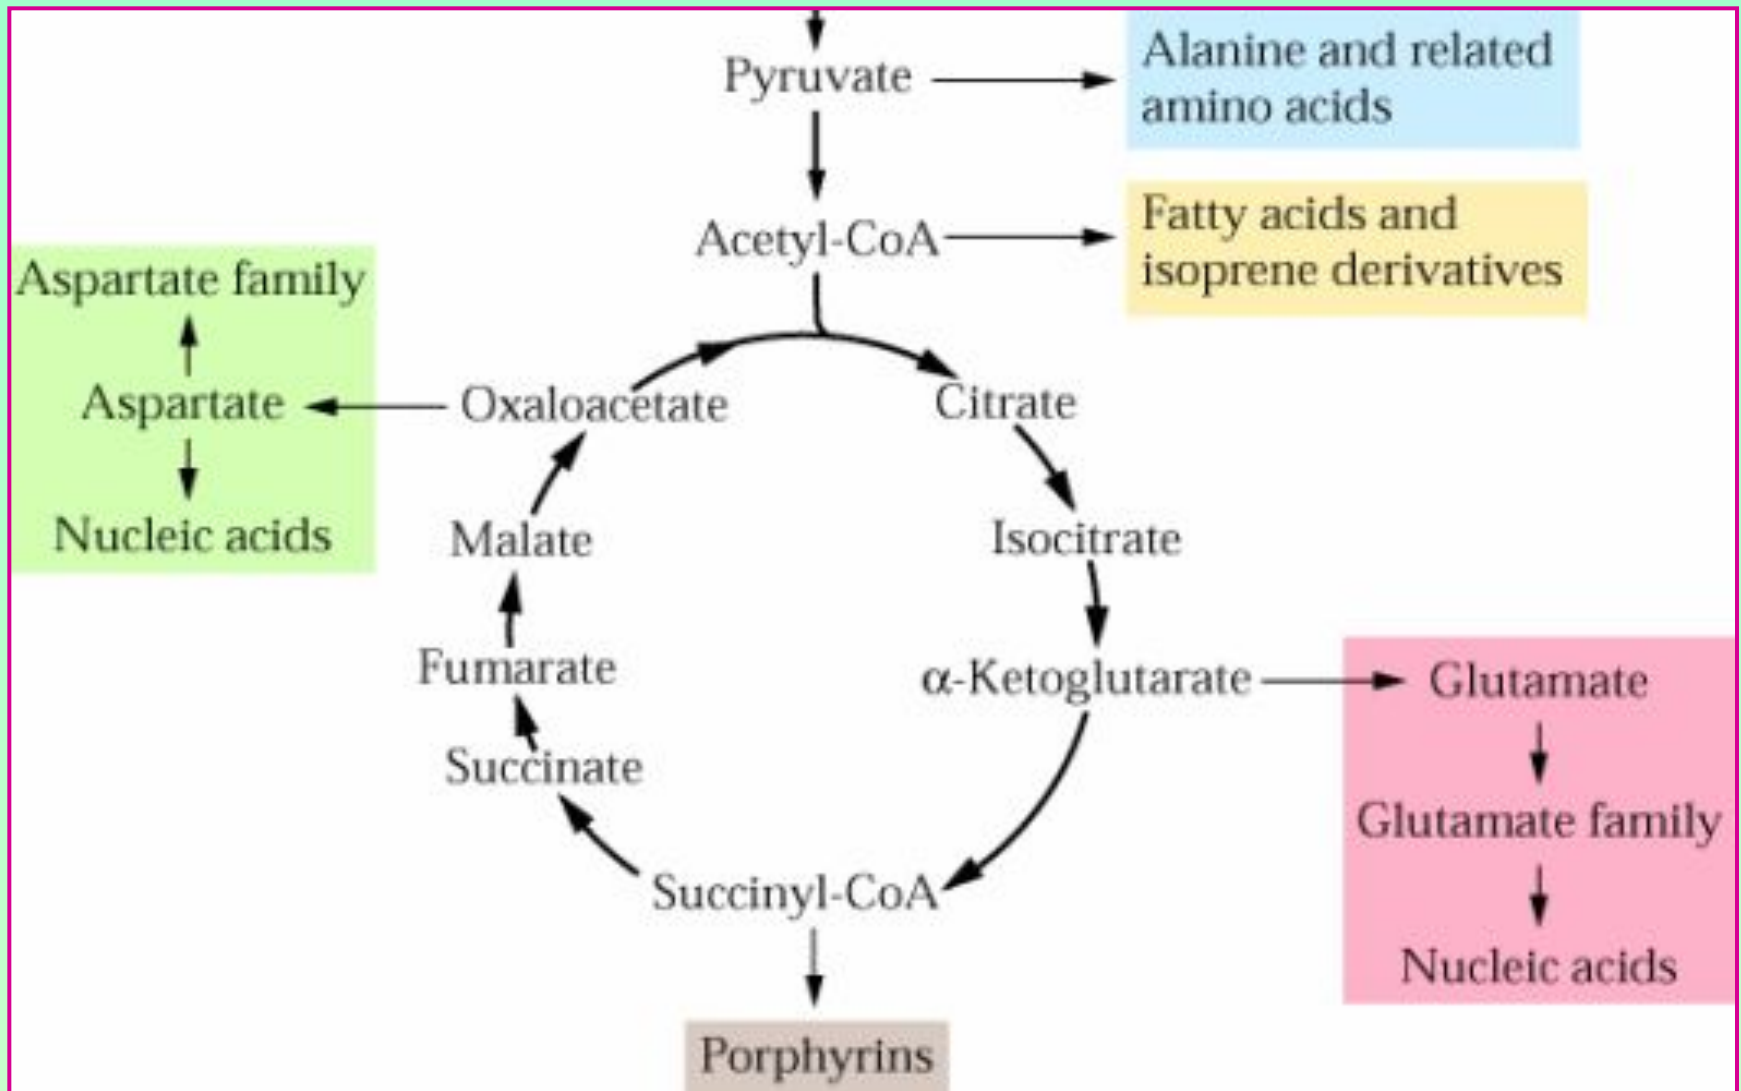 Pyruvate
Alanine and related
amino acids
Acetyl-CoA
Fatty acids and
isoprene derivatives
Aspartate family
Aspartate
Nucleic acids
Oxaloacetate
Citrate
Malate
Isocitrate
Fumarate
α-Ketoglutarate
Glutamate
Succinate
Glutamate family
Succinyl-CoA
Nucleic acids
Porphyrins